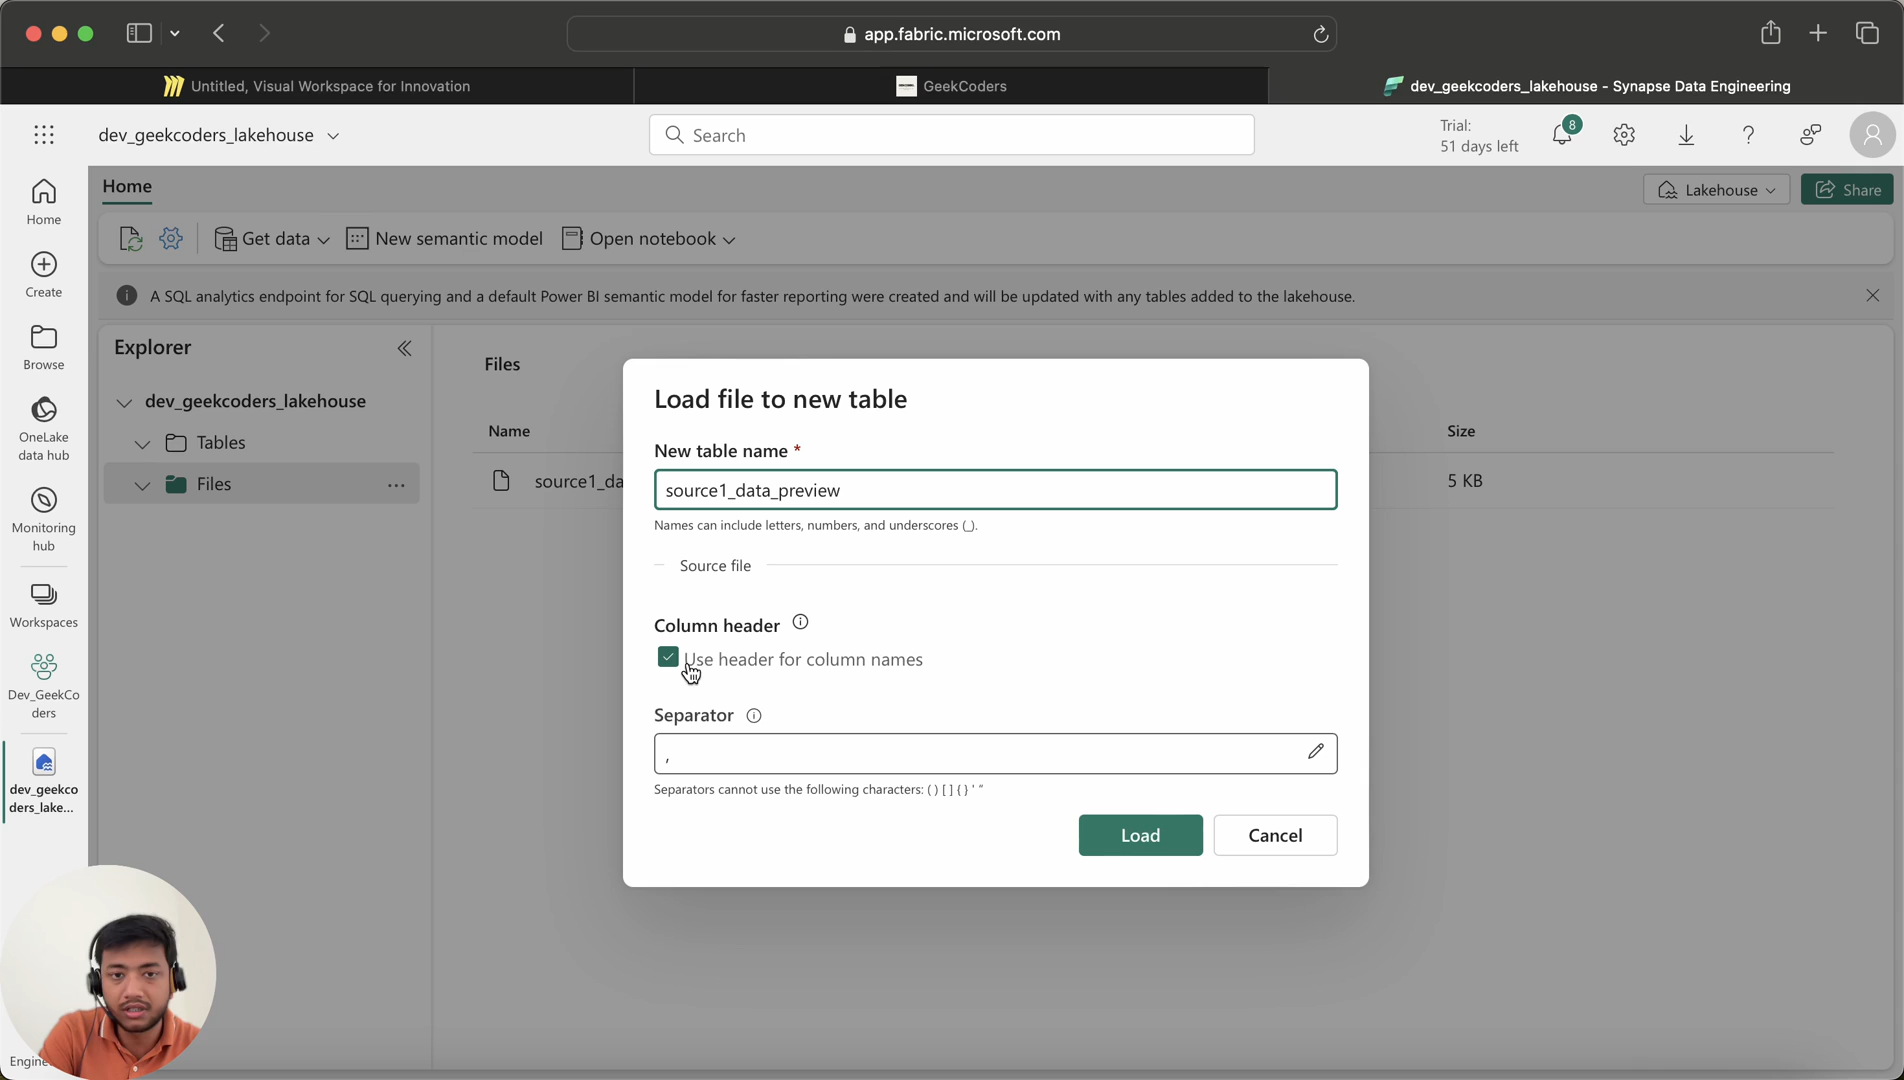 app.fabric.microsoft.com
Untitled, Visual Workspace for Innovation
GeekCoders
dev_geekcoders_lakehouse - Synapse Data Engineering
dev_geekcoders_lakehouse
Search
Trial:
51 days left
8
Home
Lakehouse
Share
Get data
New semantic model
Open notebook
A SQL analytics endpoint for SQL querying and a default Power BI semantic model for faster reporting were created and will be updated with any tables added to the lakehouse.
Home
Create
Browse
OneLake
data hub
Monitoring
hub
Workspaces
Dev_GeekCo
ders
dev_geekco
ders_lake...
Engine
Explorer
dev_geekcoders_lakehouse
Tables
Files
Files
Name
Size
source1_da
5 KB
Load file to new table
New table name *
source1_data_preview
Names can include letters, numbers, and underscores (_).
Source file
Column header
Use header for column names
Separator
,
Separators cannot use the following characters: ( ) [ ] { } ' "
Load
Cancel